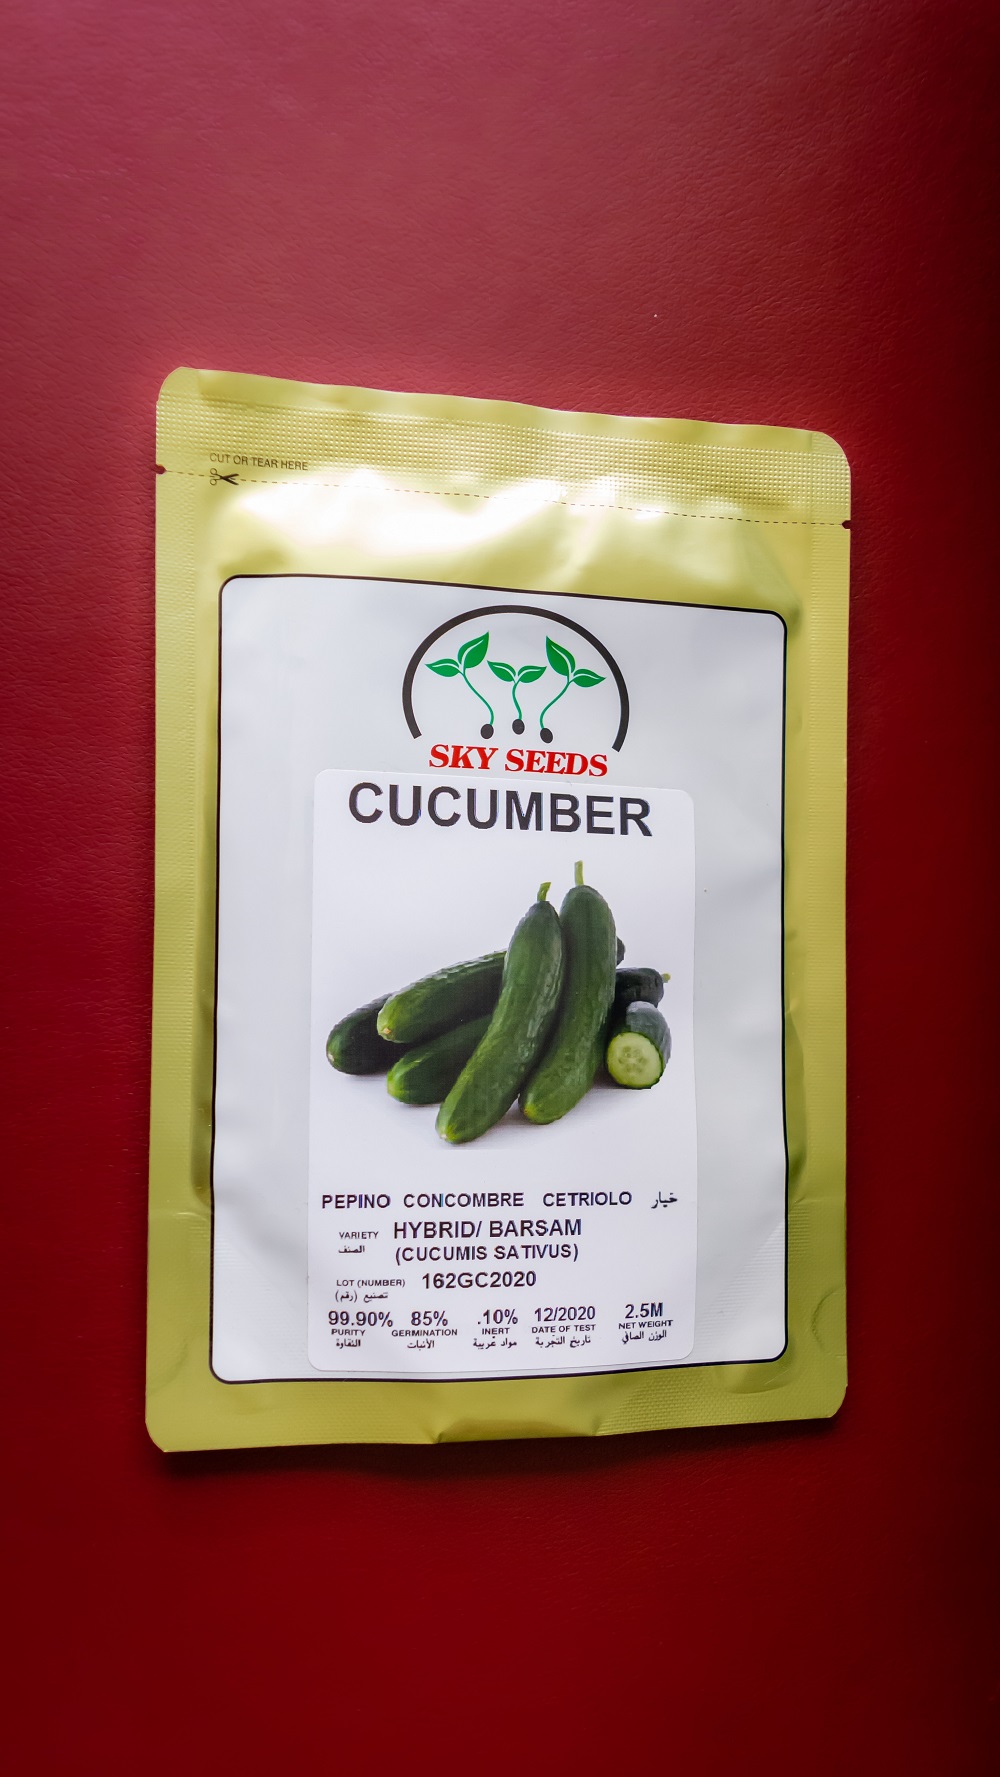 CUT OR TEAR HERE
SKY SEEDS
CUCUMBER
PEPINO CONCOMBRE CETRIOLO خيار
VARIETY HYBRID/ BARSAM
الصنف (CUCUMIS SATIVUS)
LOT (NUMBER) 162GC2020
تصنيع (رقم)
99.90% 85% .10% 12/2020 2.5M
PURITY GERMINATION INERT DATE OF TEST NET WEIGHT
النقاوة الأنبات مواد غريبة تاريخ التجربة الوزن الصافي